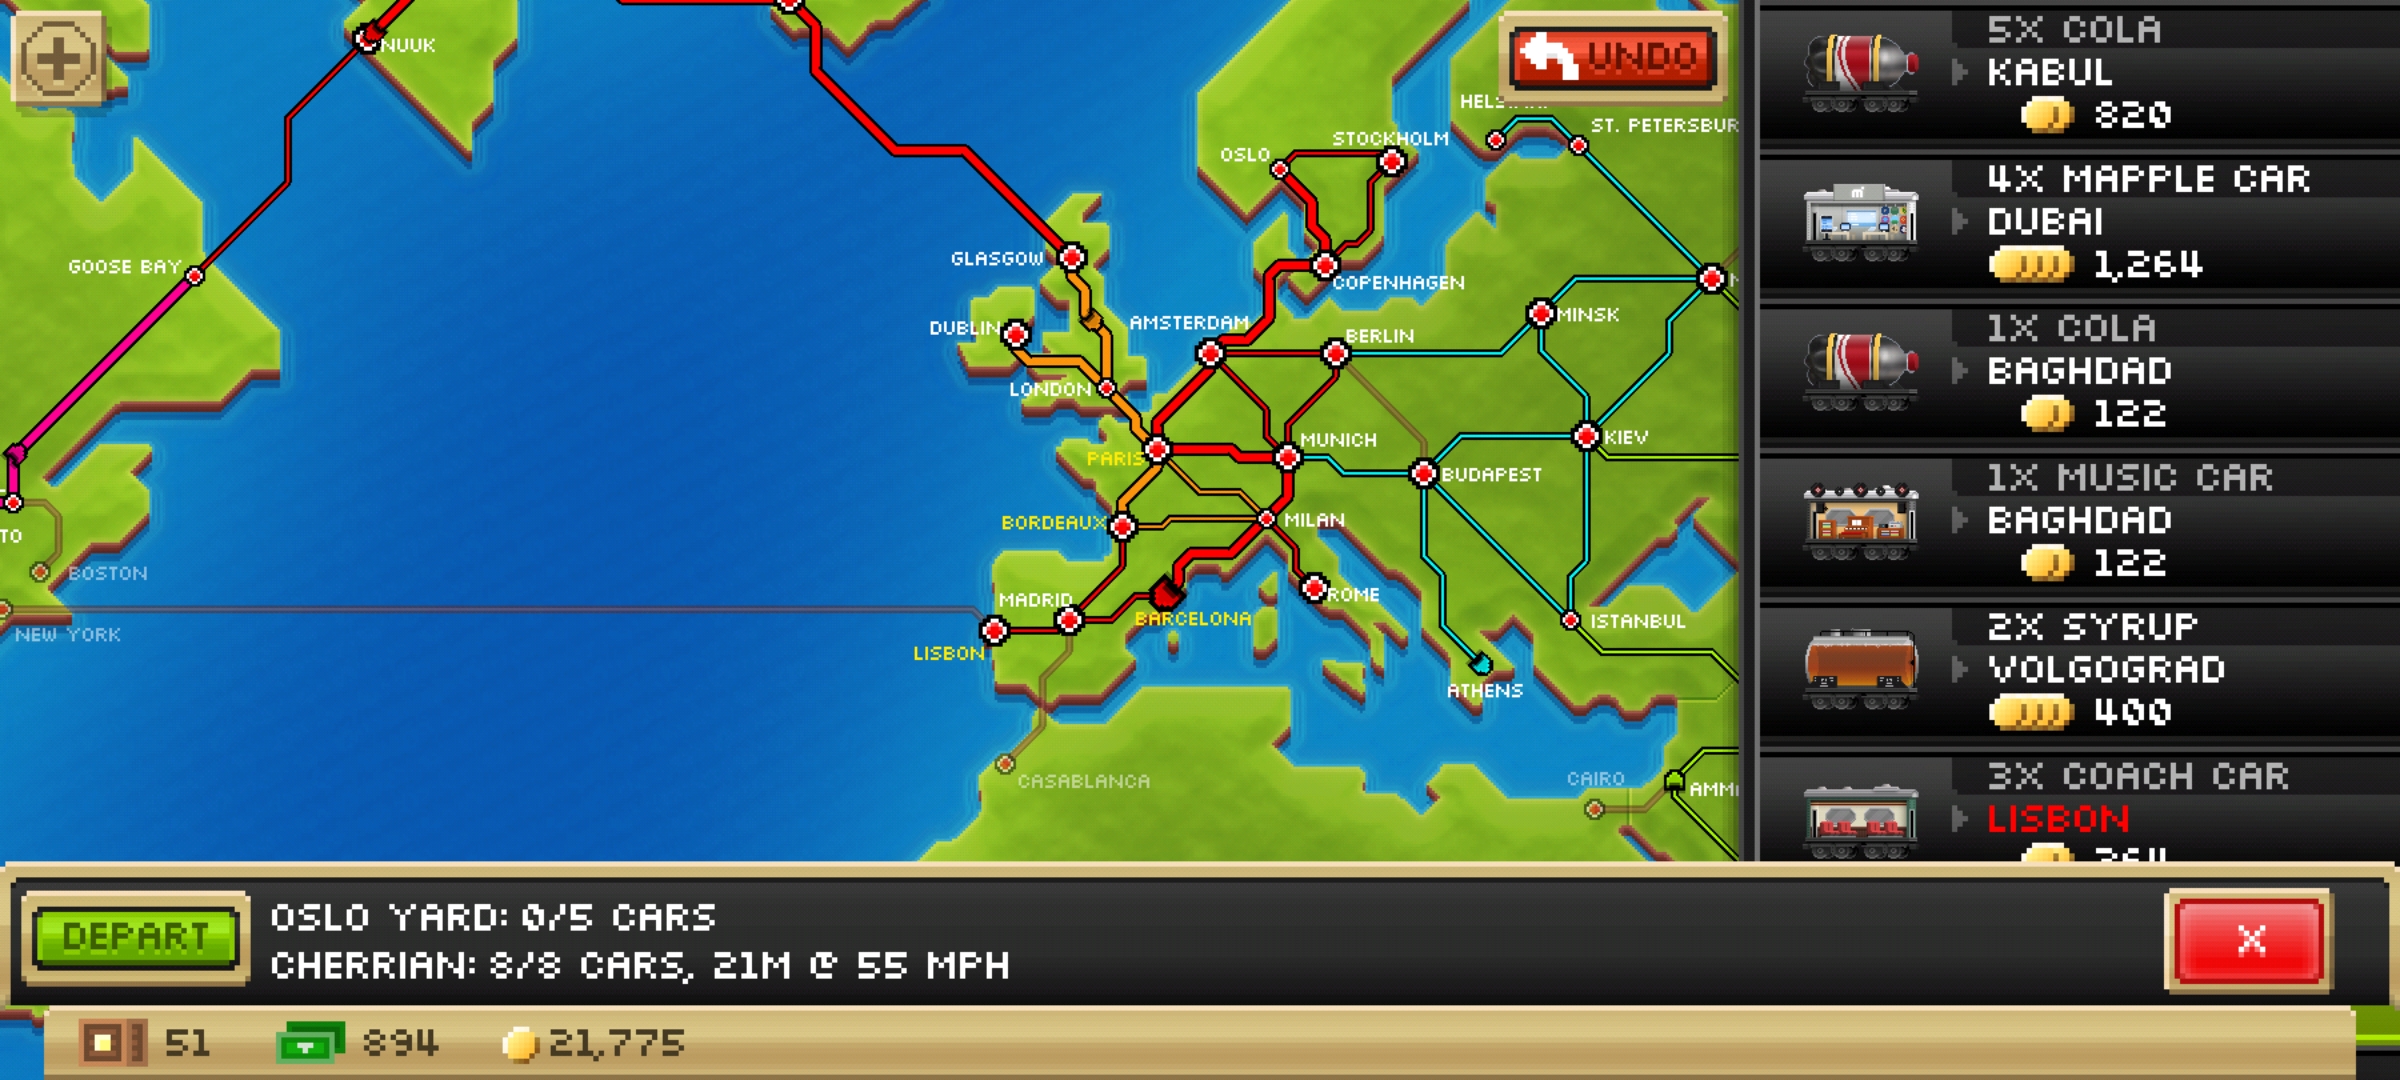 NUUK
UNDO
ST. PETERSBUR
STOCKHOLM
OSLO
GLASGOW
GOOSE BAY
COPENHAGEN
MINSK
AMSTERDAM
DUBLIN
BERLIN
LONDON
MUNICH
KIEV
PARIS
BUDAPEST
BORDEAUX
MILAN
TO
BOSTON
MADRID
ROME
BARCELONA
ISTANBUL
NEW YORK
LISBON
ATHENS
CASABLANCA
CAIRO
AMM
5X COLA
KABUL
820
4X MAPPLE CAR
DUBAI
1,264
1X COLA
BAGHDAD
122
1X MUSIC CAR
BAGHDAD
122
2X SYRUP
VOLGOGRAD
400
3X COACH CAR
LISBON
DEPART
OSLO YARD: 0/5 CARS
CHERRIAN: 8/8 CARS, 21M @ 55 MPH
X
51
894
21,775